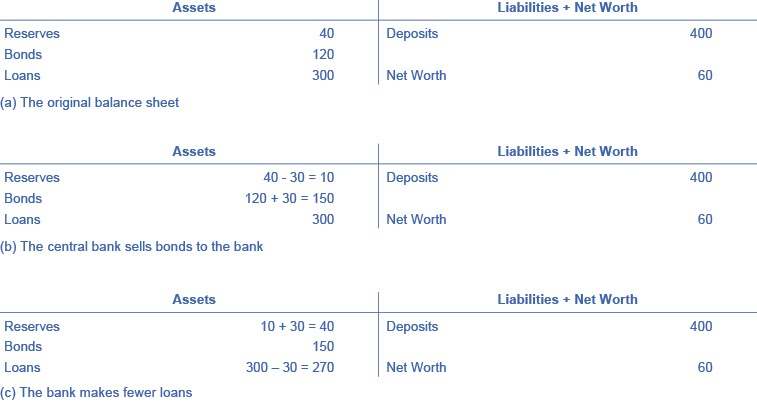 Assets Liabilities + Net Worth
Reserves 40 Deposits 400
Bonds 120
Loans 300 Net Worth 60
(a) The original balance sheet
Assets Liabilities + Net Worth
Reserves 40 - 30 = 10 Deposits 400
Bonds 120 + 30 = 150
Loans 300 Net Worth 60
(b) The central bank sells bonds to the bank
Assets Liabilities + Net Worth
Reserves 10 + 30 = 40 Deposits 400
Bonds 150
Loans 300 – 30 = 270 Net Worth 60
(c) The bank makes fewer loans